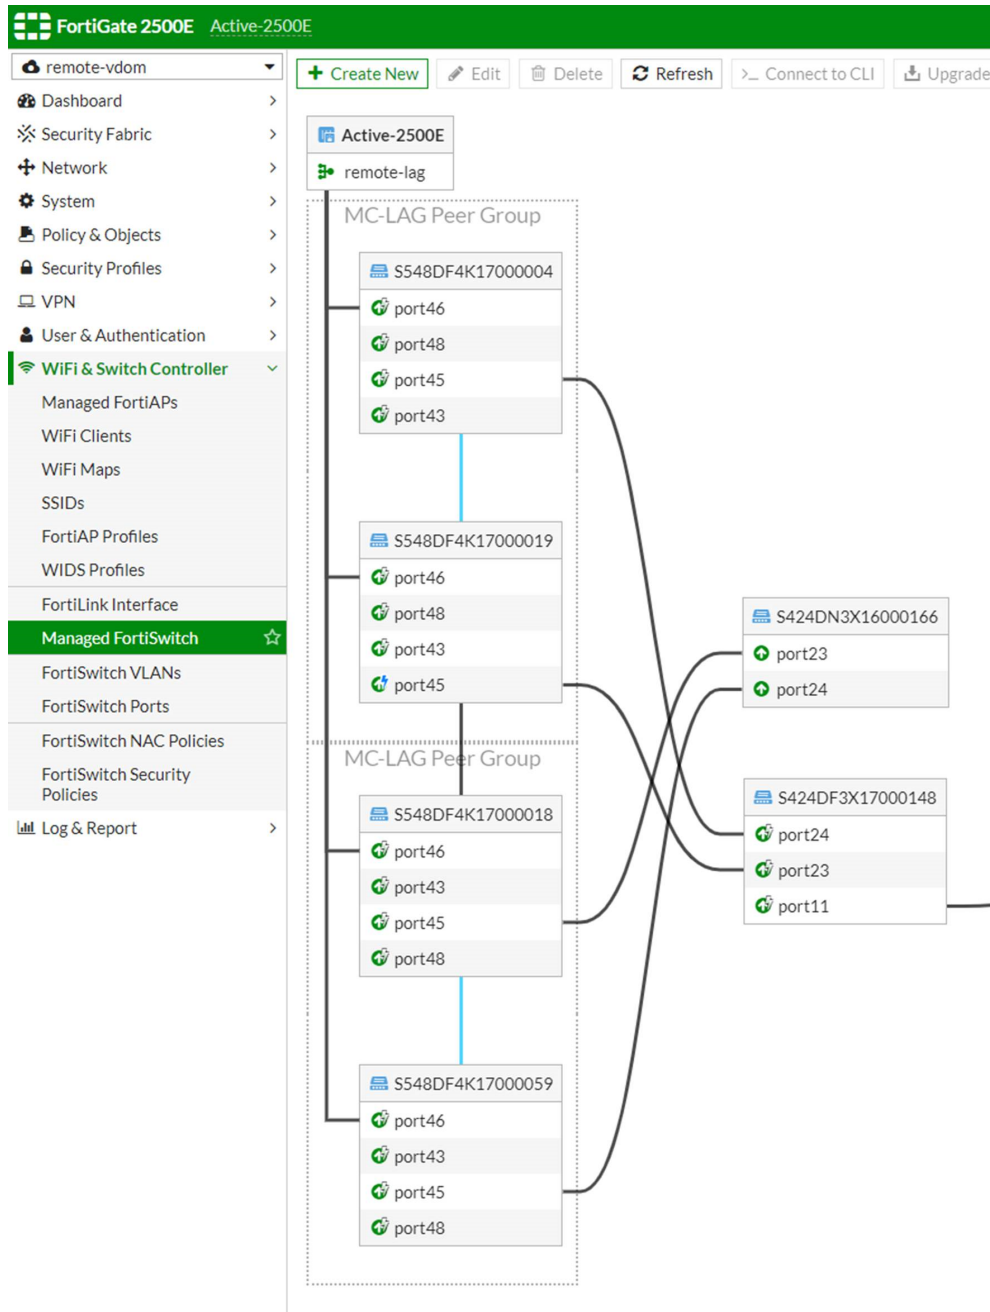 FortiGate 2500E Active-2500E
remote-vdom
Dashboard
Security Fabric
Network
System
Policy & Objects
Security Profiles
VPN
User & Authentication
WiFi & Switch Controller
Managed FortiAPs
WiFi Clients
WiFi Maps
SSIDs
FortiAP Profiles
WIDS Profiles
FortiLink Interface
Managed FortiSwitch
FortiSwitch VLANs
FortiSwitch Ports
FortiSwitch NAC Policies
FortiSwitch Security
Policies
Log & Report
+ Create New Edit Delete Refresh >_ Connect to CLI Upgrade
Active-2500E
remote-lag
MC-LAG Peer Group
S548DF4K17000004
port46
port48
port45
port43
S548DF4K17000019
port46
port48
port43
port45
MC-LAG Peer Group
S548DF4K17000018
port46
port43
port45
port48
S548DF4K17000059
port46
port43
port45
port48
S424DN3X16000166
port23
port24
S424DF3X17000148
port24
port23
port11